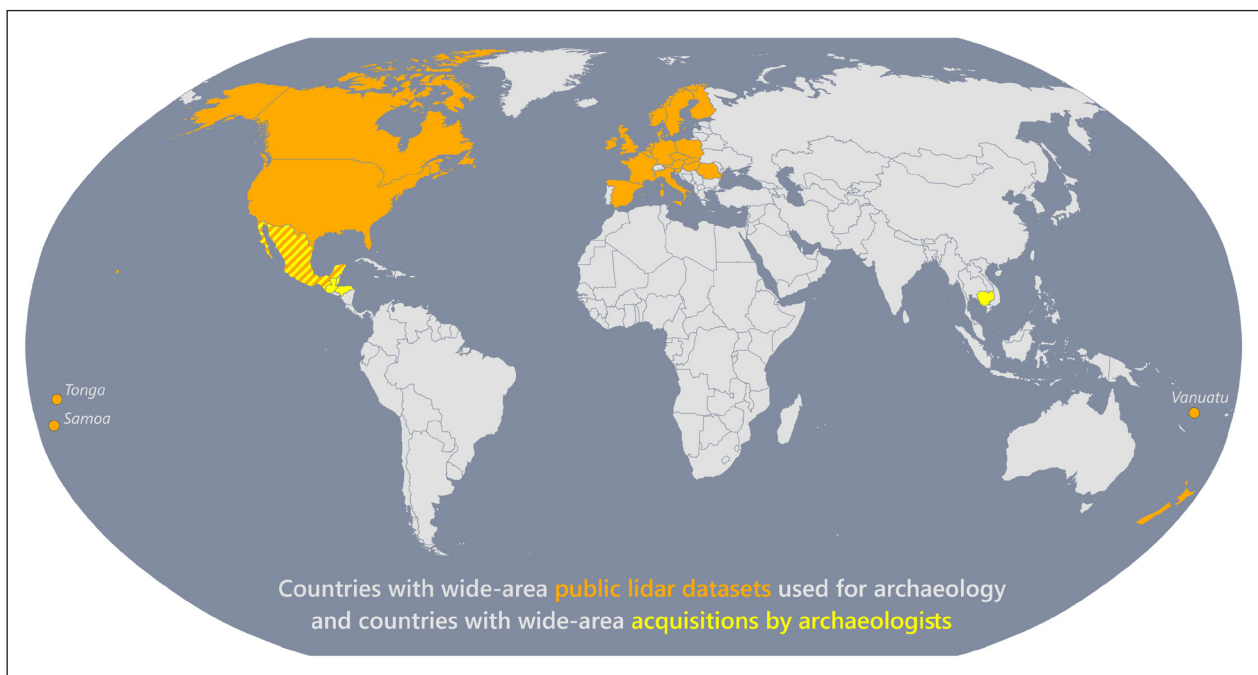 Tonga
Samoa
Vanuatu
Countries with wide-area public lidar datasets used for archaeology
and countries with wide-area acquisitions by archaeologists